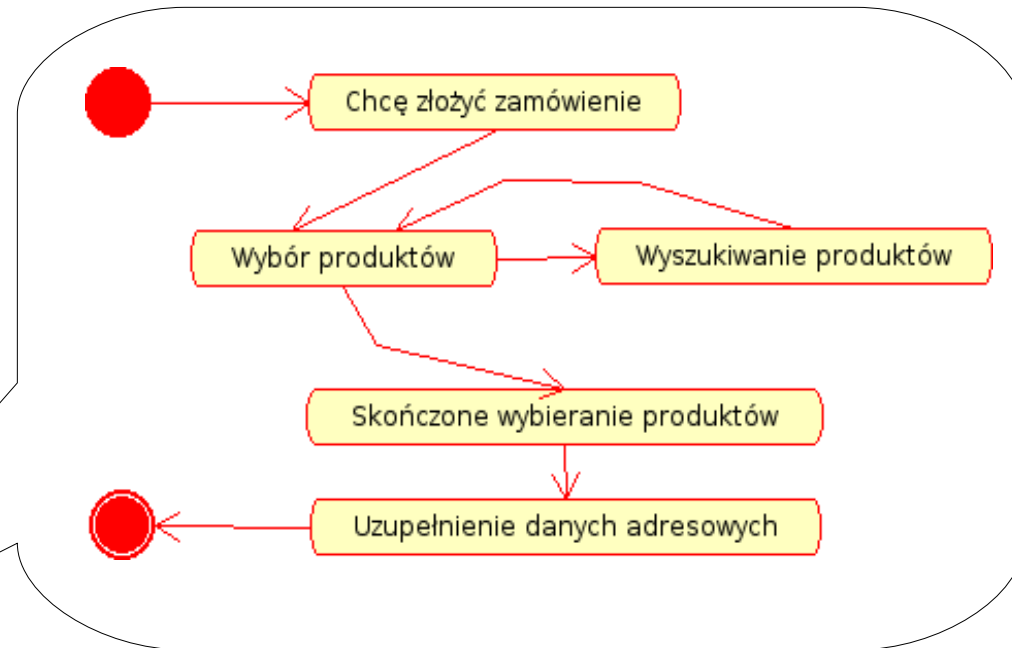 Chcę złożyć zamówienie
Wybór produktów
Wyszukiwanie produktów
Skończone wybieranie produktów
Uzupełnienie danych adresowych